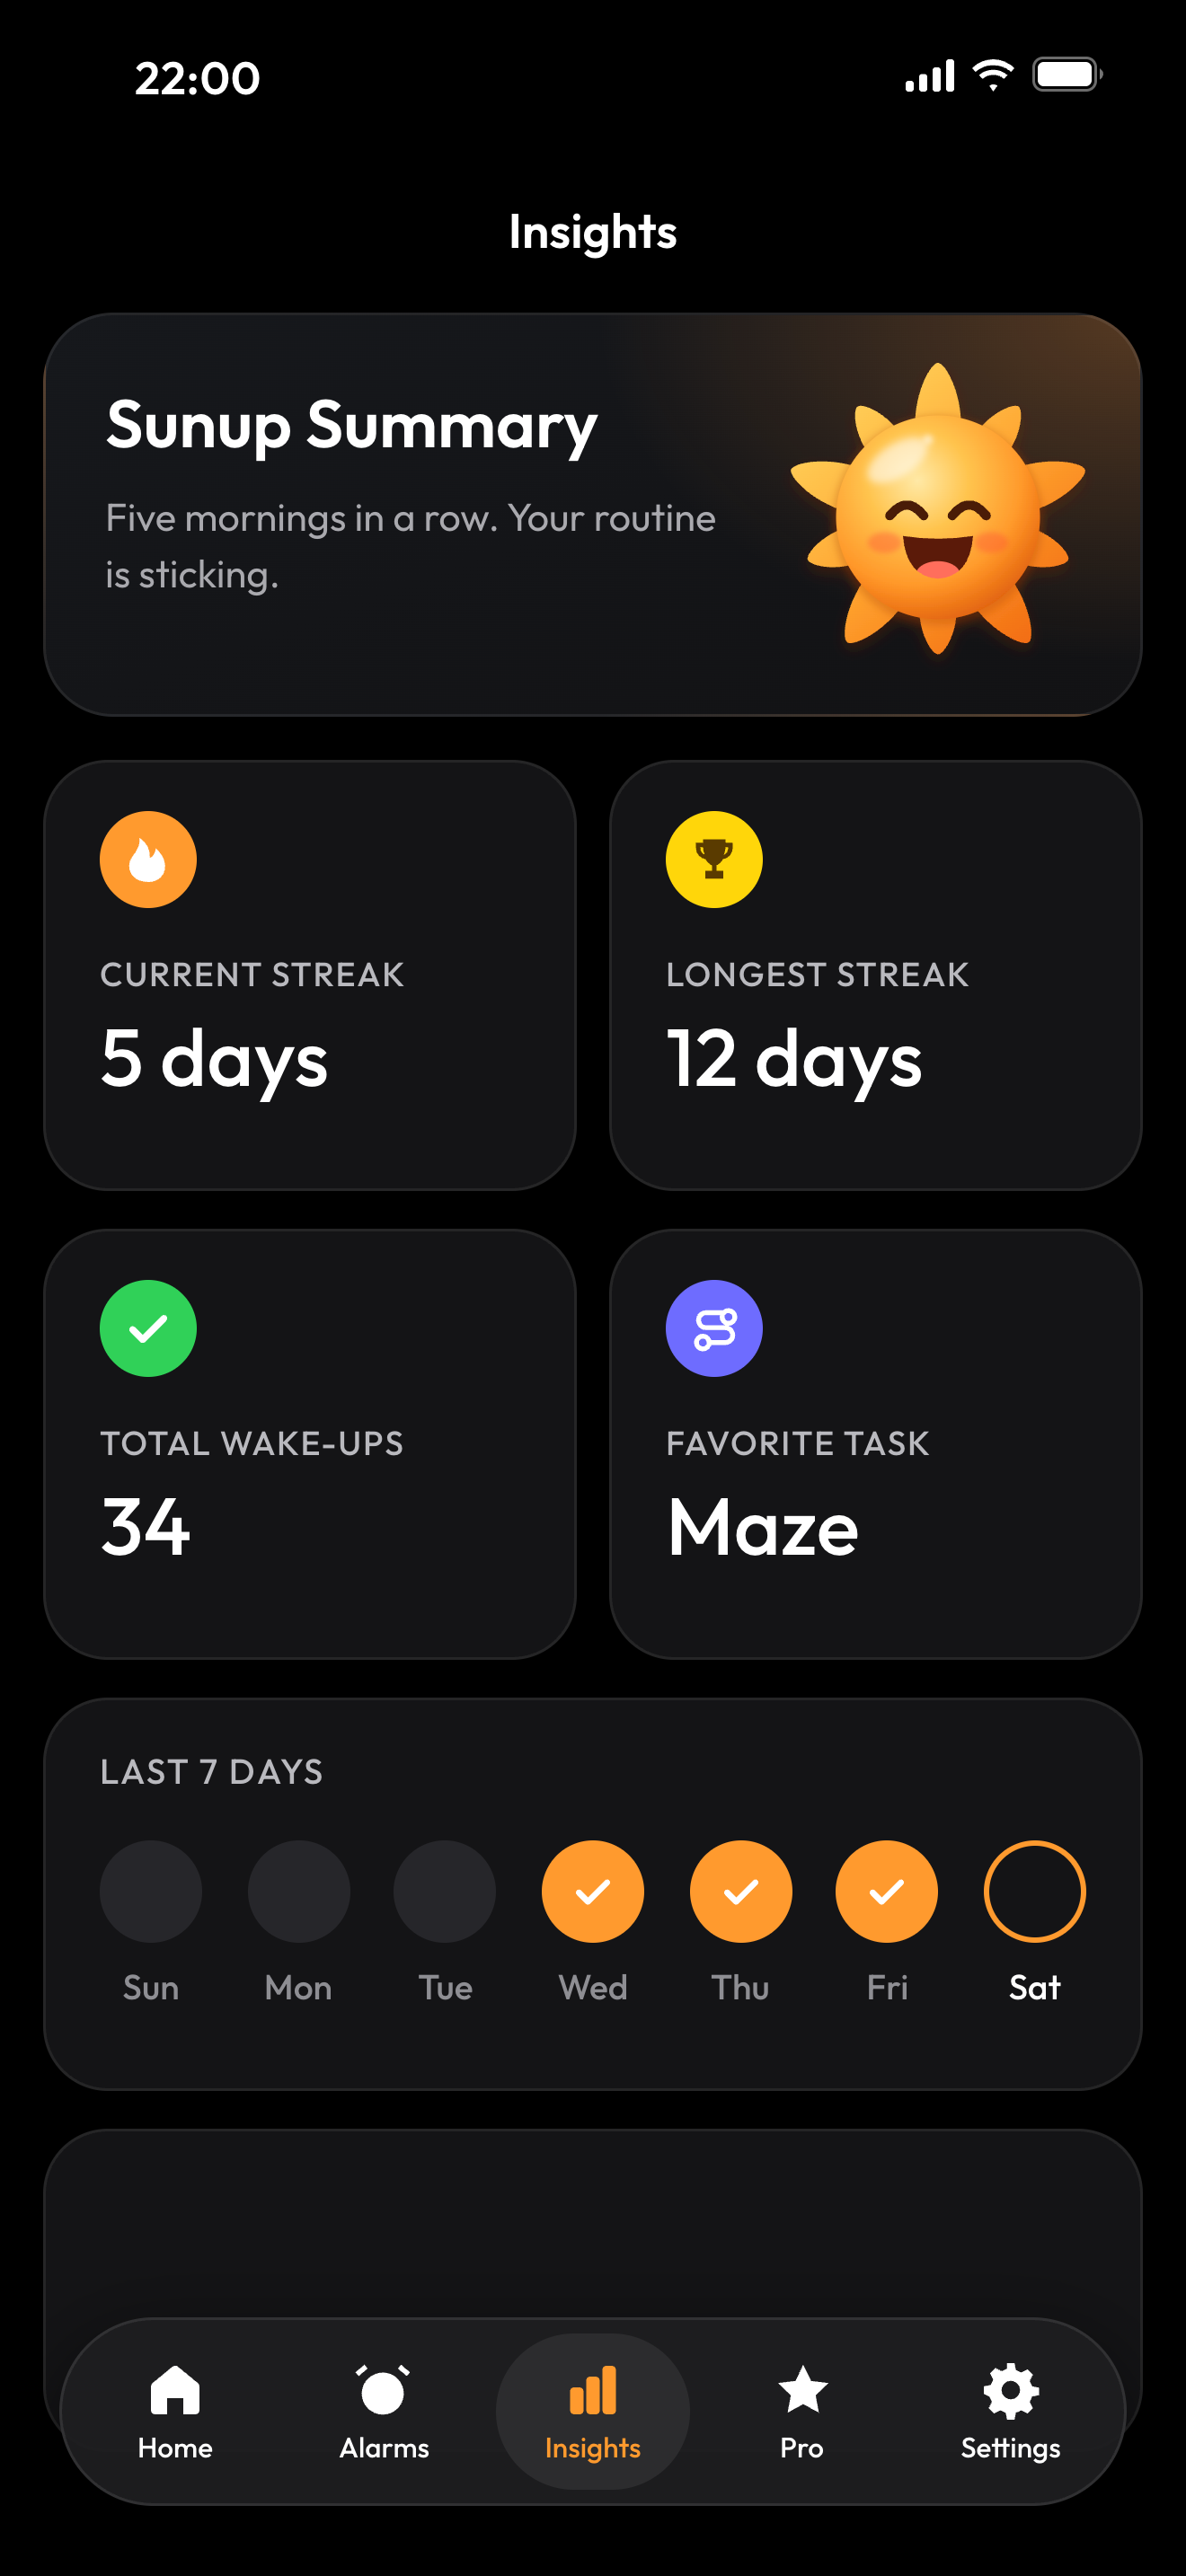 22:00
Insights
Sunup Summary
Five mornings in a row. Your routine
is sticking.
CURRENT STREAK
5 days
LONGEST STREAK
12 days
TOTAL WAKE-UPS
34
FAVORITE TASK
Maze
LAST 7 DAYS
Sun Mon Tue Wed Thu Fri Sat
Home Alarms Insights Pro Settings